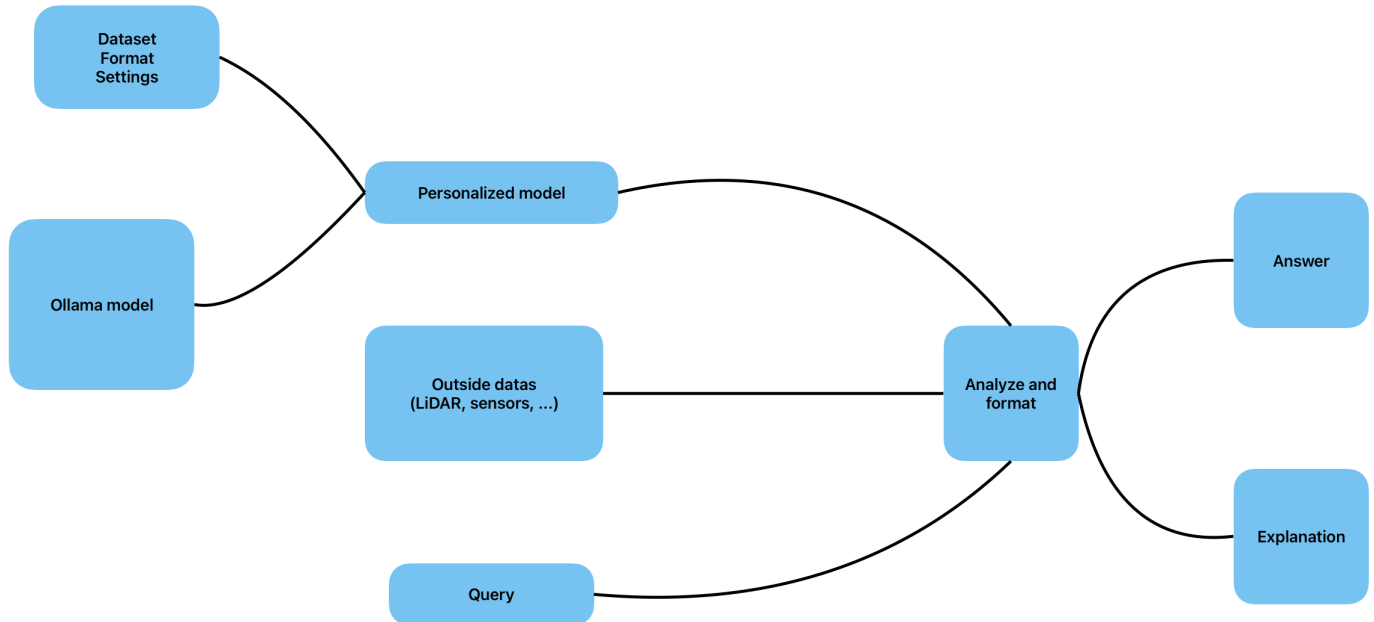 Dataset
Format
Settings
Personalized model
Ollama model
Outside datas
(LiDAR, sensors, ...)
Query
Analyze and
format
Answer
Explanation